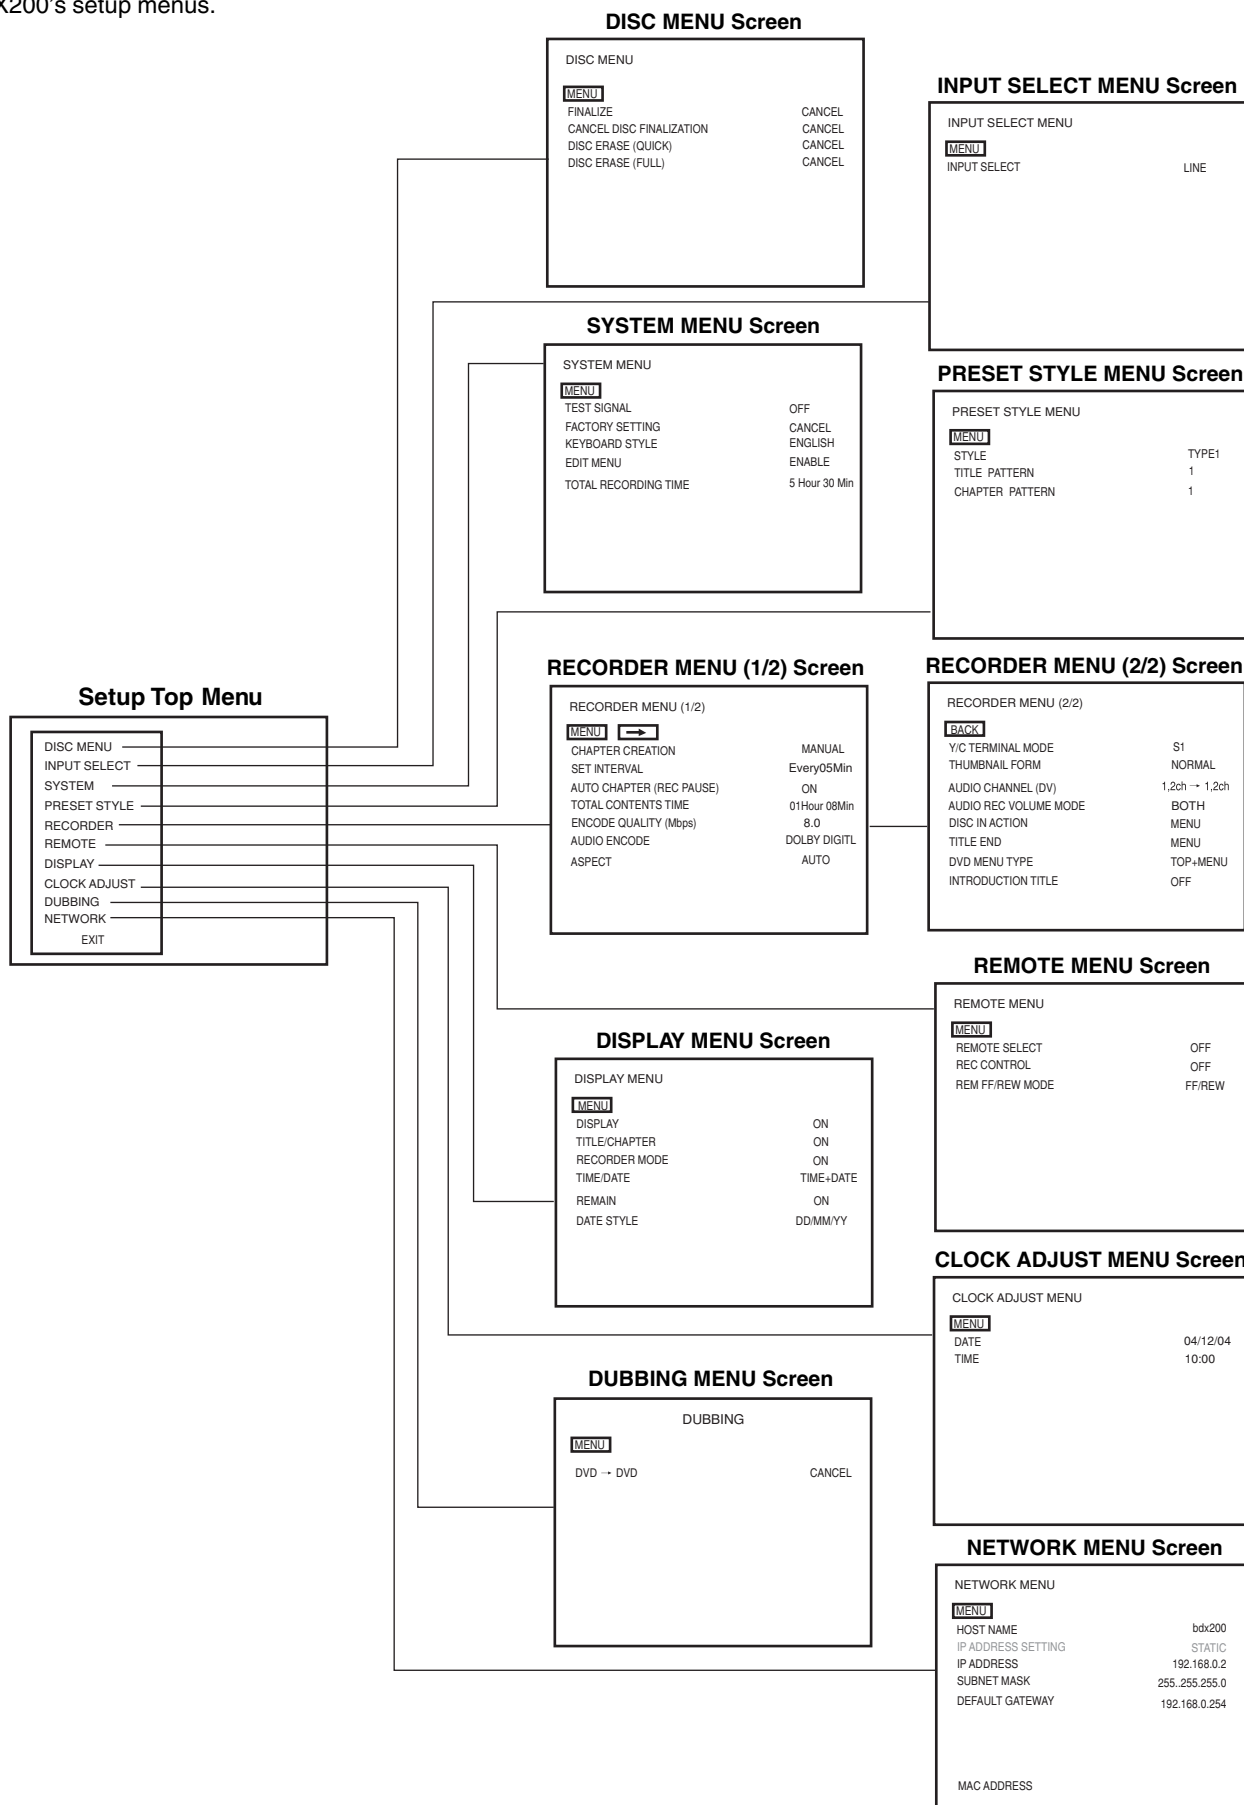 X200's setup menus.
DISC MENU Screen
DISC MENU
MENU
FINALIZE CANCEL
CANCEL DISC FINALIZATION CANCEL
DISC ERASE (QUICK) CANCEL
DISC ERASE (FULL) CANCEL
INPUT SELECT MENU Screen
INPUT SELECT MENU
MENU
INPUT SELECT LINE
SYSTEM MENU Screen
SYSTEM MENU
MENU
TEST SIGNAL OFF
FACTORY SETTING CANCEL
KEYBOARD STYLE ENGLISH
EDIT MENU ENABLE
TOTAL RECORDING TIME 5 Hour 30 Min
PRESET STYLE MENU Screen
PRESET STYLE MENU
MENU
STYLE TYPE1
TITLE PATTERN 1
CHAPTER PATTERN 1
Setup Top Menu
DISC MENU
INPUT SELECT
SYSTEM
PRESET STYLE
RECORDER
REMOTE
DISPLAY
CLOCK ADJUST
DUBBING
NETWORK
EXIT
RECORDER MENU (1/2) Screen
RECORDER MENU (1/2)
MENU →
CHAPTER CREATION MANUAL
SET INTERVAL Every05Min
AUTO CHAPTER (REC PAUSE) ON
TOTAL CONTENTS TIME 01Hour 08Min
ENCODE QUALITY (Mbps) 8.0
AUDIO ENCODE DOLBY DIGITL
ASPECT AUTO
RECORDER MENU (2/2) Screen
RECORDER MENU (2/2)
BACK
Y/C TERMINAL MODE S1
THUMBNAIL FORM NORMAL
AUDIO CHANNEL (DV) 1,2ch → 1,2ch
AUDIO REC VOLUME MODE BOTH
DISC IN ACTION MENU
TITLE END MENU
DVD MENU TYPE TOP+MENU
INTRODUCTION TITLE OFF
REMOTE MENU Screen
REMOTE MENU
MENU
REMOTE SELECT OFF
REC CONTROL OFF
REM FF/REW MODE FF/REW
DISPLAY MENU Screen
DISPLAY MENU
MENU
DISPLAY ON
TITLE/CHAPTER ON
RECORDER MODE ON
TIME/DATE TIME+DATE
REMAIN ON
DATE STYLE DD/MM/YY
CLOCK ADJUST MENU Screen
CLOCK ADJUST MENU
MENU
DATE 04/12/04
TIME 10:00
DUBBING MENU Screen
DUBBING
MENU
DVD → DVD CANCEL
NETWORK MENU Screen
NETWORK MENU
MENU
HOST NAME bdx200
IP ADDRESS SETTING STATIC
IP ADDRESS 192.168.0.2
SUBNET MASK 255..255.255.0
DEFAULT GATEWAY 192.168.0.254
MAC ADDRESS